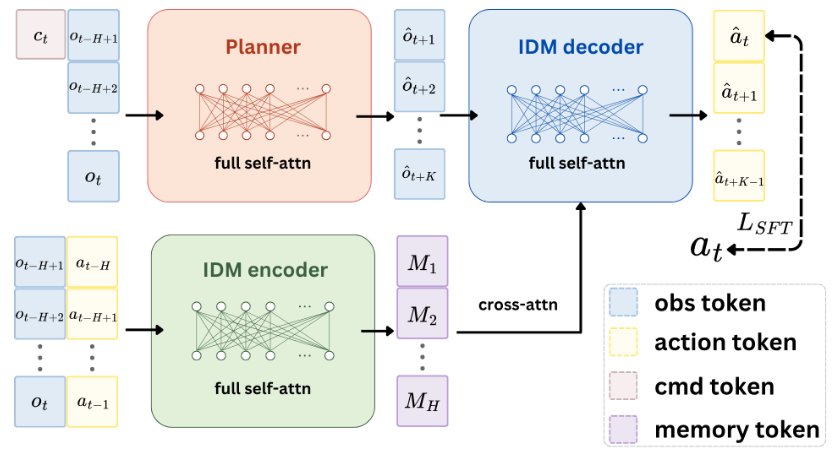 c_t o_{t-H+1}
o_{t-H+2}
⋮
o_t
Planner
...
full self-attn
ô_{t+1}
ô_{t+2}
⋮
ô_{t+K}
IDM decoder
...
full self-attn
â_t
â_{t+1}
⋮
â_{t+K-1}
L_{SFT}
a_t
o_{t-H+1} a_{t-H}
o_{t-H+2} a_{t-H+1}
⋮ ⋮
o_t a_{t-1}
IDM encoder
...
full self-attn
M_1
M_2
⋮
M_H
cross-attn
obs token
action token
cmd token
memory token